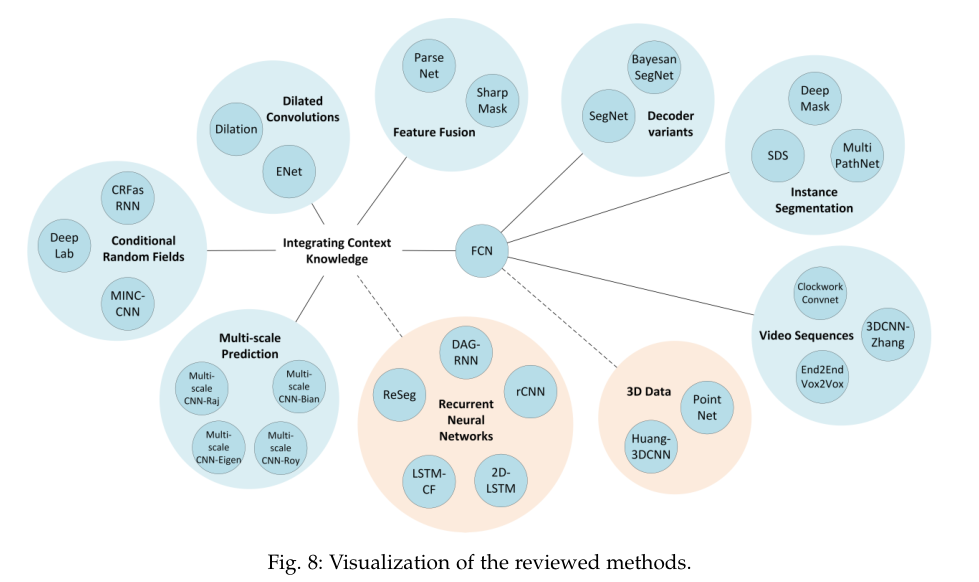 Parse
Net
Sharp
Mask
Feature Fusion
Bayesan
SegNet
SegNet
Decoder
variants
Deep
Mask
SDS
Multi
PathNet
Instance
Segmentation
Dilated
Convolutions
Dilation
ENet
CRFas
RNN
Deep
Lab
Conditional
Random Fields
MINC-
CNN
Integrating Context
Knowledge
FCN
Clockwork
Convnet
Video Sequences
3DCNN-
Zhang
End2End
Vox2Vox
Multi-scale
Prediction
Multi-
scale
CNN-Raj
Multi-
scale
CNN-Bian
Multi-
scale
CNN-Eigen
Multi-
scale
CNN-Roy
DAG-
RNN
ReSeg
rCNN
Recurrent
Neural
Networks
LSTM-
CF
2D-
LSTM
3D Data
Point
Net
Huang-
3DCNN
Fig. 8: Visualization of the reviewed methods.